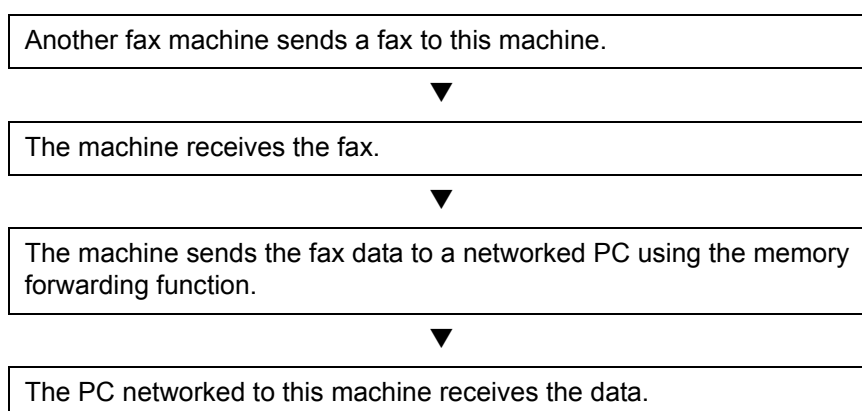 Another fax machine sends a fax to this machine.
▼
The machine receives the fax.
▼
The machine sends the fax data to a networked PC using the memory
forwarding function.
▼
The PC networked to this machine receives the data.